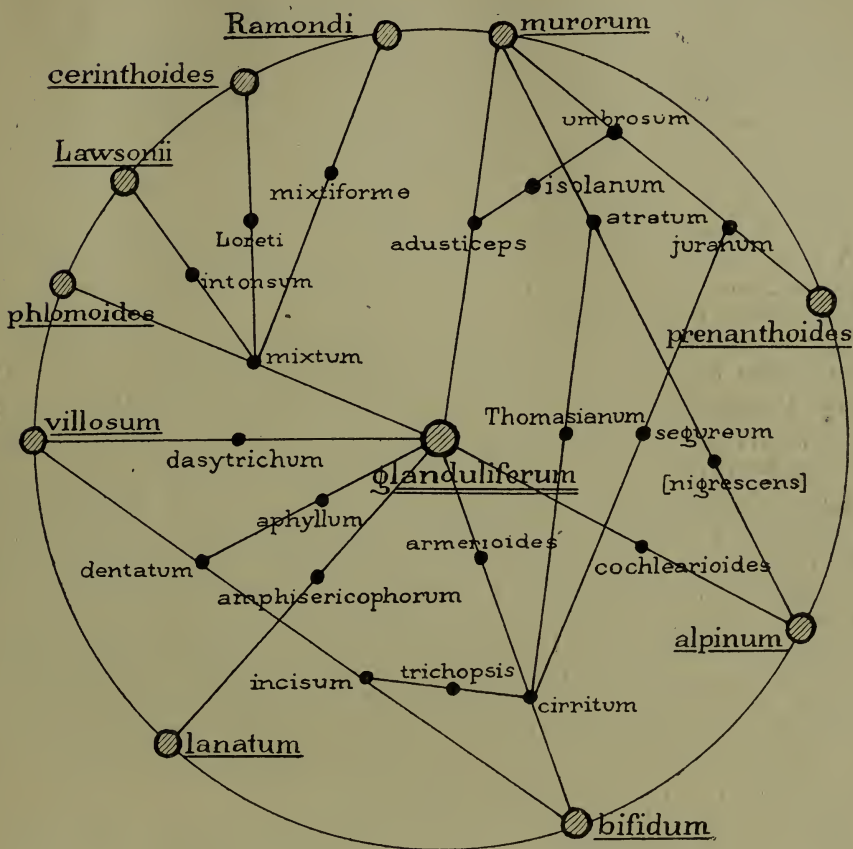 Ramondi
murorum
cerinthoides
umbrosum
Lawsonii
mixtiforme
isolanum
atratum
Loreti
adusticeps
juranum
intonsum
phlomoides
prenanthoides
mixtum
villosum
Thomasianum
dasytrichum
segureum
glanduliferum
[nigrescens]
aphyllum
armerioides
dentatum
cochlearioides
amphisericophorum
alpinum
incisum
trichopsis
cirritum
lanatum
bifidum